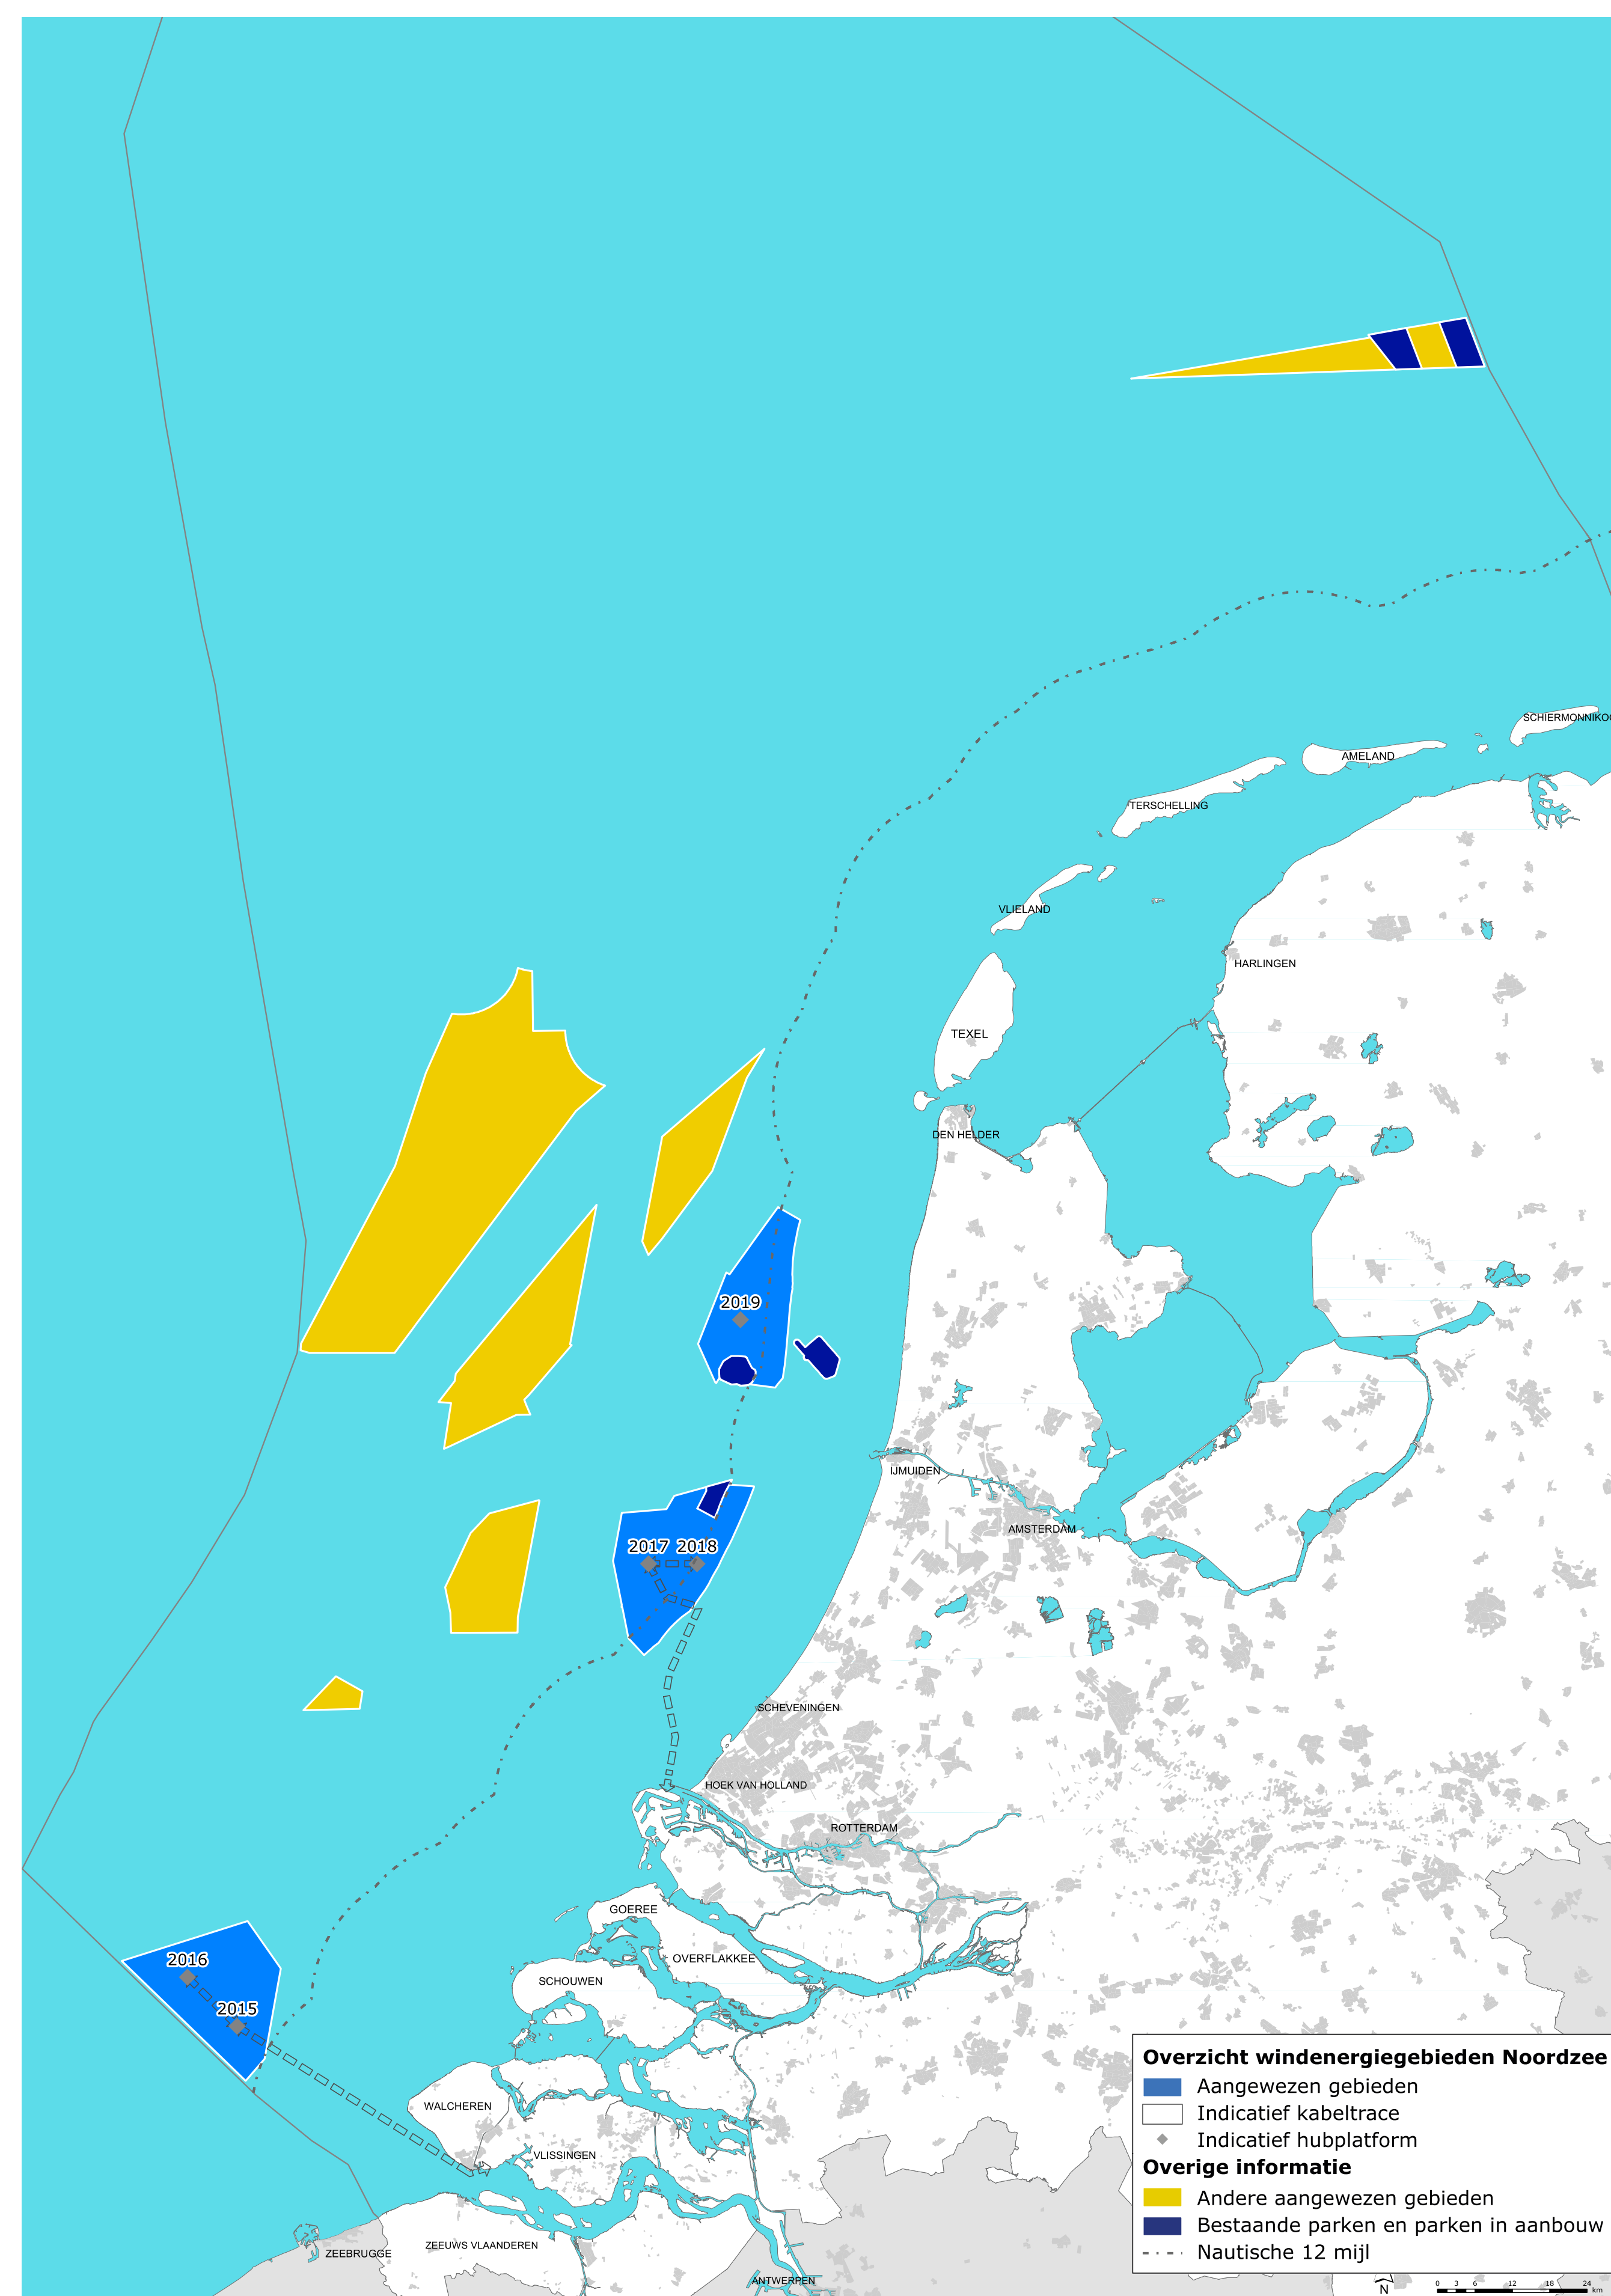 SCHIERMONNIKOO
AMELAND
TERSCHELLING
VLIELAND
HARLINGEN
TEXEL
DEN HELDER
2019
IJMUIDEN
AMSTERDAM
2017 2018
SCHEVENINGEN
HOEK VAN HOLLAND
ROTTERDAM
GOEREE
OVERFLAKKEE
2016
SCHOUWEN
2015
WALCHEREN
VLISSINGEN
ZEEUWS VLAANDEREN
ZEEBRUGGE
ANTWERPEN
Overzicht windenergiegebieden Noordzee
Aangewezen gebieden
Indicatief kabeltrace
Indicatief hubplatform
Overige informatie
Andere aangewezen gebieden
Bestaande parken en parken in aanbouw
Nautische 12 mijl
N
0 3 6 12 18 24
km